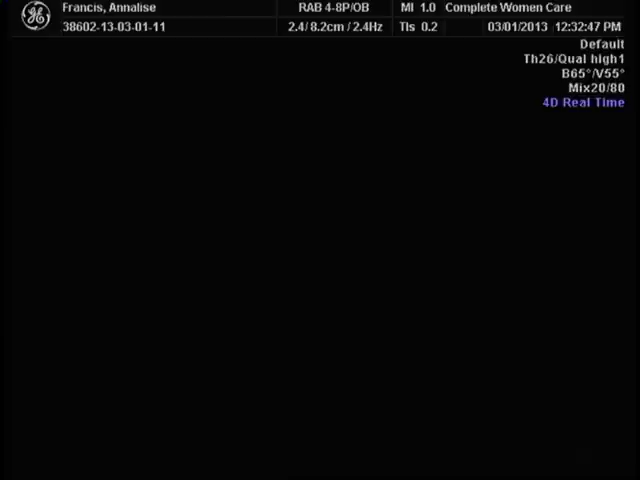 Francis, Annalise RAB 4-8P/OB MI 1.0 Complete Women Care
38602-13-03-01-11 2.4/8.2cm/2.4Hz TIs 0.2 03/01/2013 12:32:47 PM
Default
Th26/Qual high1
B65°/V55°
Mix20/80
4D Real Time